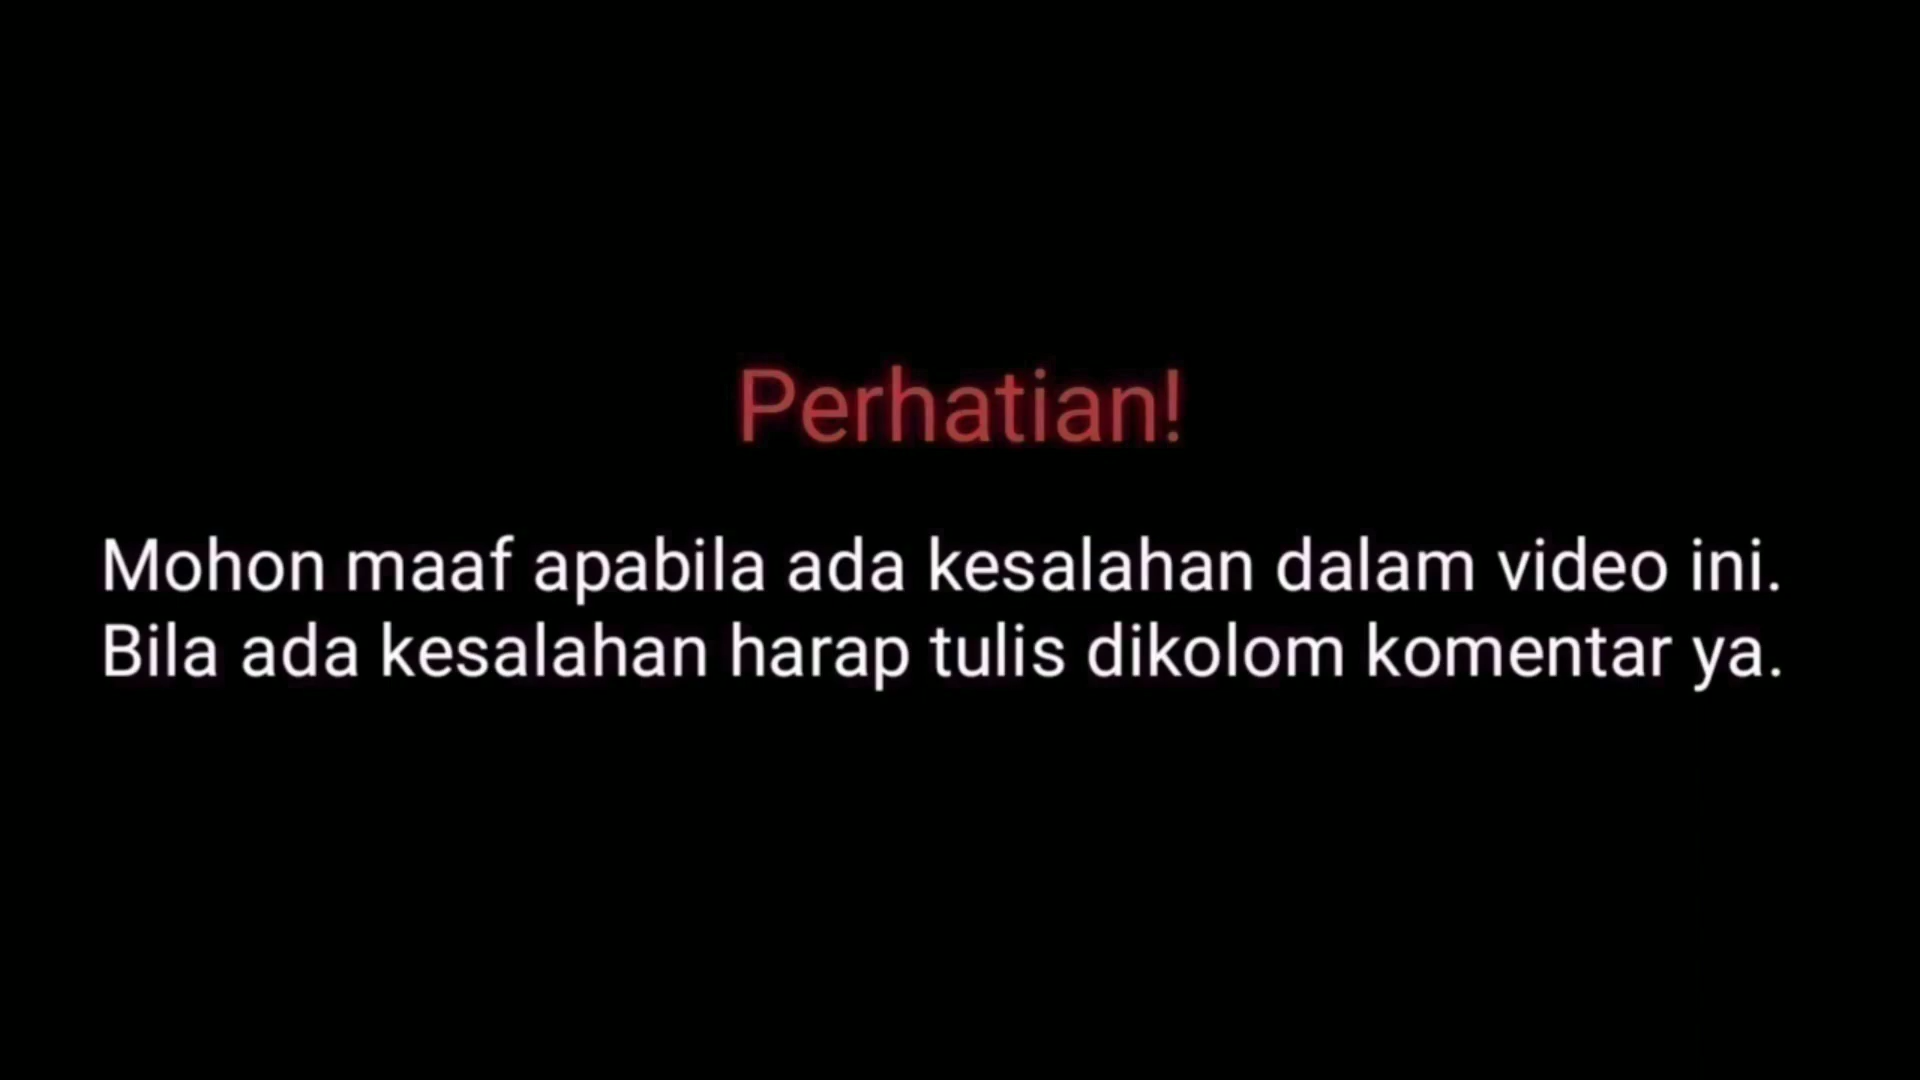 Perhatian!
Mohon maaf apabila ada kesalahan dalam video ini.
Bila ada kesalahan harap tulis dikolom komentar ya.